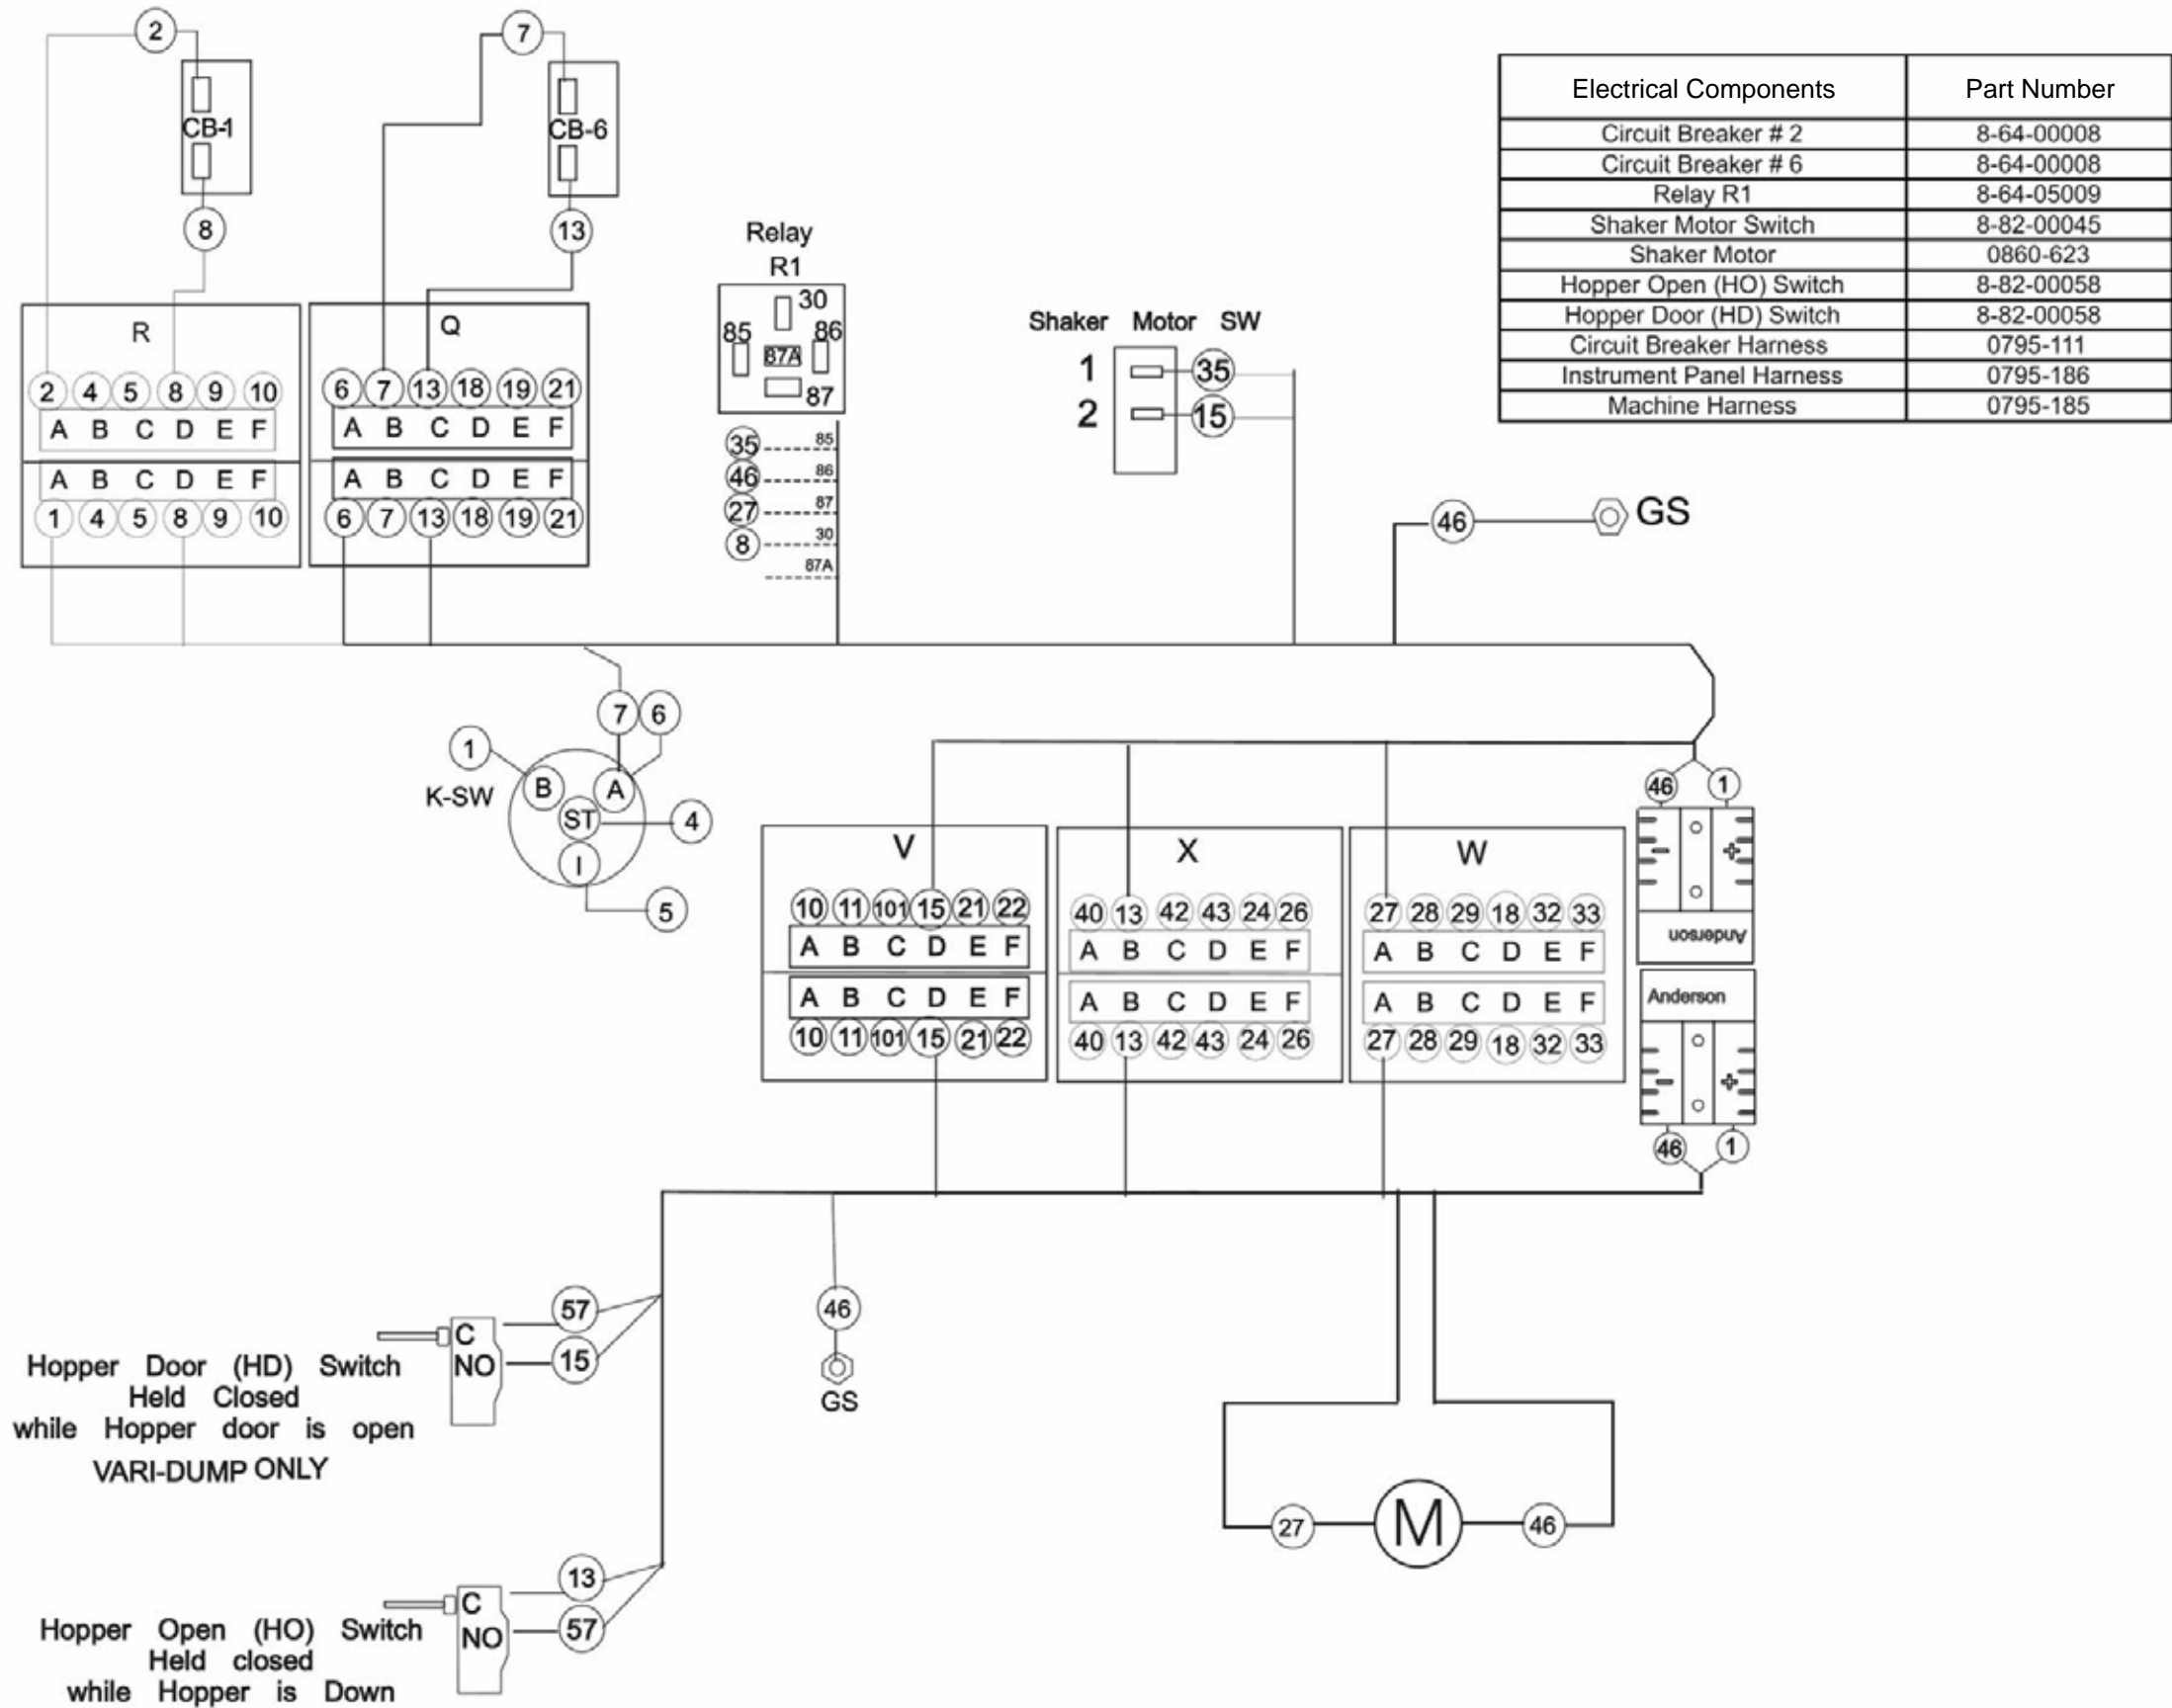 2
7
CB-1
CB-6
8
13
Electrical Components Part Number
Circuit Breaker # 2 8-64-00008
Circuit Breaker # 6 8-64-00008
Relay R1 8-64-05009
Shaker Motor Switch 8-82-00045
Shaker Motor 0860-623
Hopper Open (HO) Switch 8-82-00058
Hopper Door (HD) Switch 8-82-00058
Circuit Breaker Harness 0795-111
Instrument Panel Harness 0795-186
Machine Harness 0795-185
R
2 4 5 8 9 10
A B C D E F
A B C D E F
1 4 5 8 9 10
Q
6 7 13 18 19 21
A B C D E F
A B C D E F
6 7 13 18 19 21
Relay
R1
30
85 86
87A
87
35 85
46 86
27 87
8 30
87A
Shaker Motor SW
1 35
2 15
46 GS
7 6
1
K-SW
B A
ST 4
I
5
V
10 11 101 15 21 22
A B C D E F
A B C D E F
10 11 101 15 21 22
X
40 13 42 43 24 26
A B C D E F
A B C D E F
40 13 42 43 24 26
W
27 28 29 18 32 33
A B C D E F
A B C D E F
27 28 29 18 32 33
46 1
- +
Anderson
Anderson
- +
46 1
57
C
NO 15
Hopper Door (HD) Switch
Held Closed
while Hopper door is open
VARI-DUMP ONLY
46
GS
27 M 46
13
C
NO 57
Hopper Open (HO) Switch
Held closed
while Hopper is Down